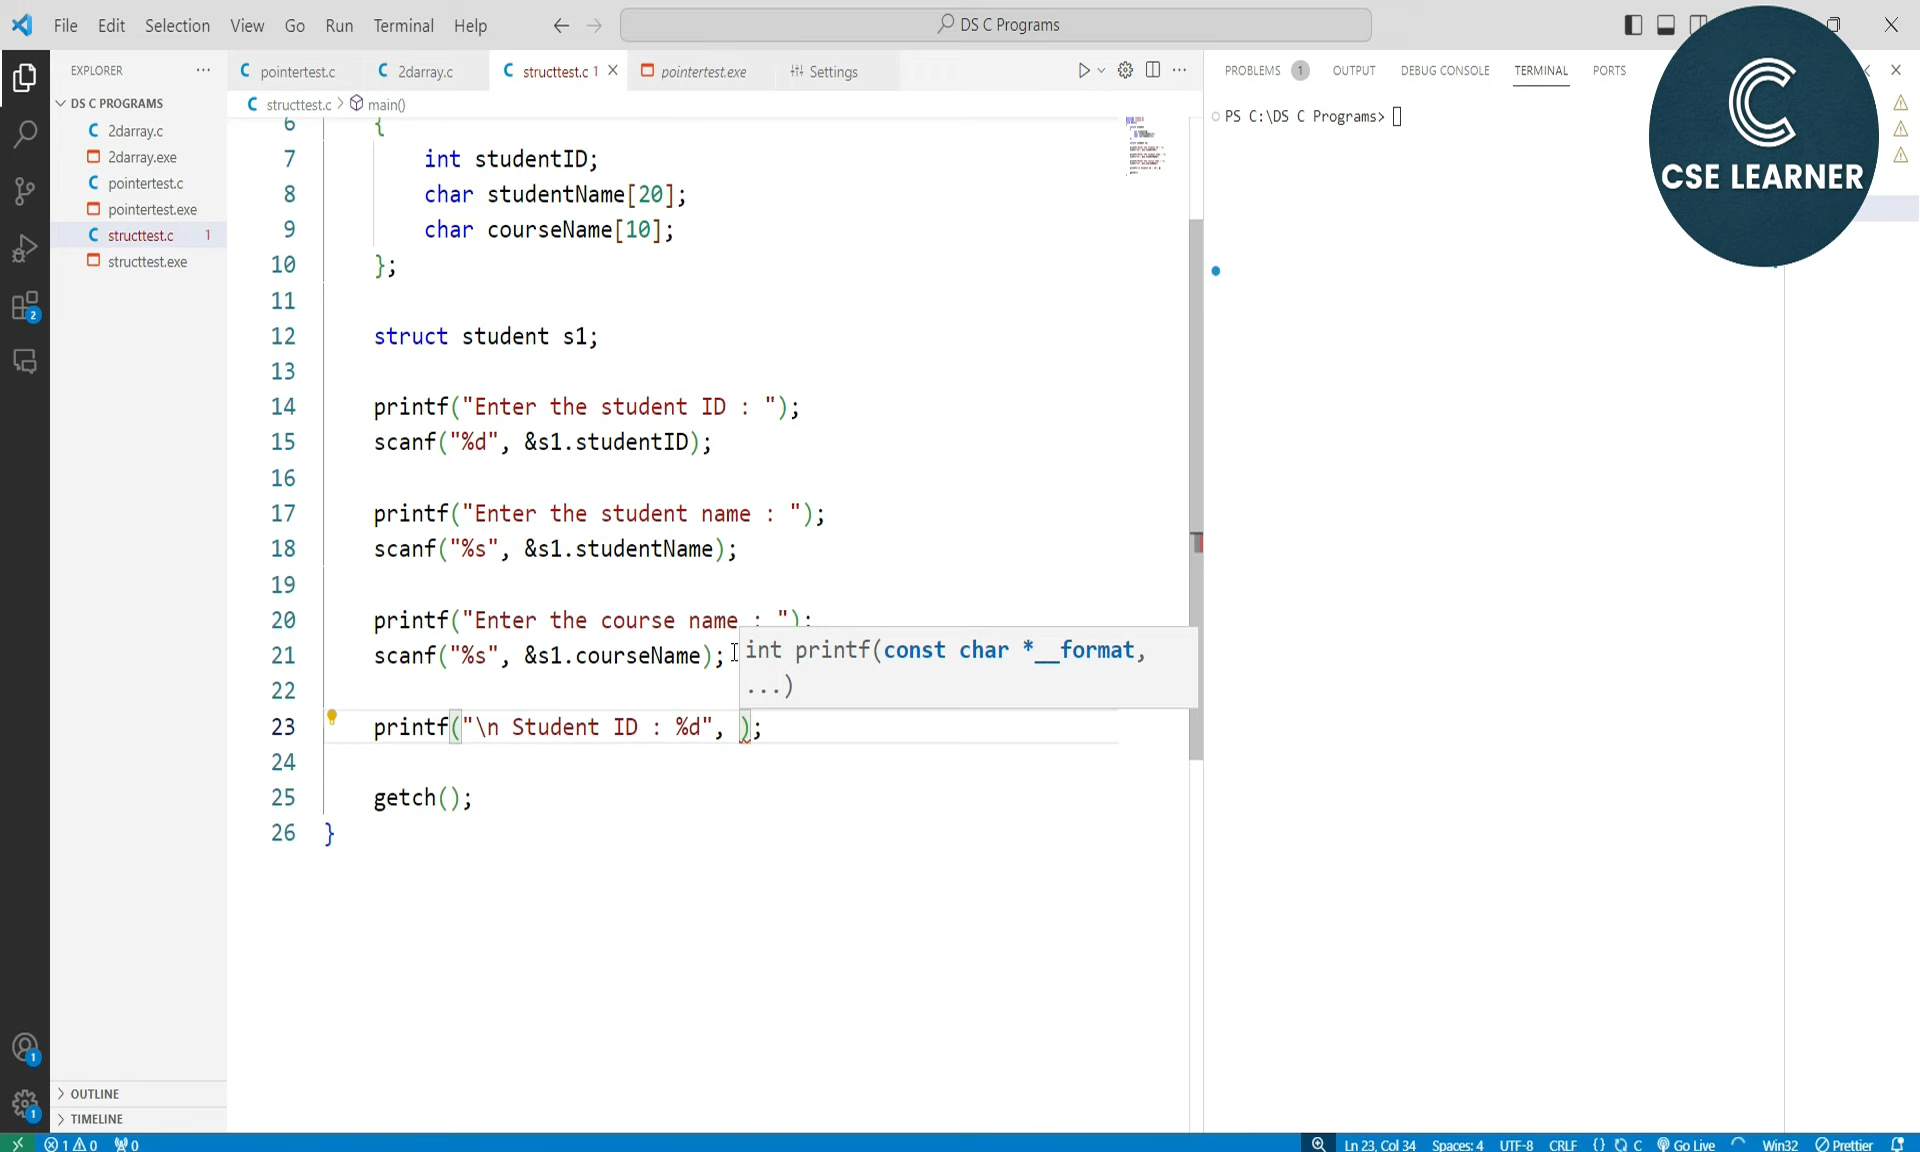 File Edit Selection View Go Run Terminal Help
DS C Programs
EXPLORER
DS C PROGRAMS
2darray.c
2darray.exe
pointertest.c
pointertest.exe
structtest.c 1
structtest.exe
OUTLINE
TIMELINE
pointertest.c 2darray.c structtest.c 1 pointertest.exe Settings
structtest.c > main()
6 {
7 int studentID;
8 char studentName[20];
9 char courseName[10];
10 };
11
12 struct student s1;
13
14 printf("Enter the student ID : ");
15 scanf("%d", &s1.studentID);
16
17 printf("Enter the student name : ");
18 scanf("%s", &s1.studentName);
19
20 printf("Enter the course name : ");
21 scanf("%s", &s1.courseName);
int printf(const char *__format,
...)
22
23 printf("\n Student ID : %d", );
24
25 getch();
26 }
PROBLEMS 1 OUTPUT DEBUG CONSOLE TERMINAL PORTS
PS C:\DS C Programs>
C
CSE LEARNER
2
1
1
1 0 0 Ln 23, Col 34 Spaces: 4 UTF-8 CRLF {} C Go Live Win32 Prettier